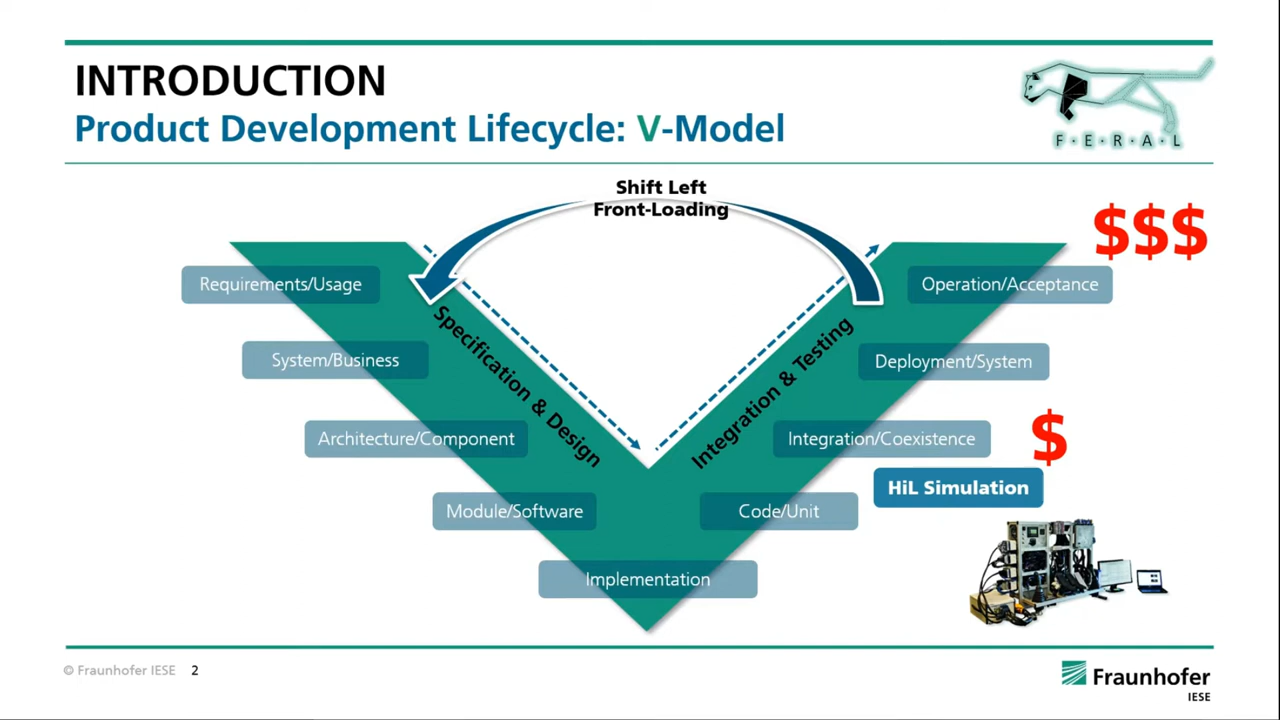 INTRODUCTION
Product Development Lifecycle: V-Model
F·E·R·A·L
Shift Left
Front-Loading
$$$
Requirements/Usage
Operation/Acceptance
System/Business
Deployment/System
Specification & Design
Integration & Testing
Architecture/Component
Integration/Coexistence
$
HiL Simulation
Module/Software
Code/Unit
Implementation
© Fraunhofer IESE 2
Fraunhofer
IESE